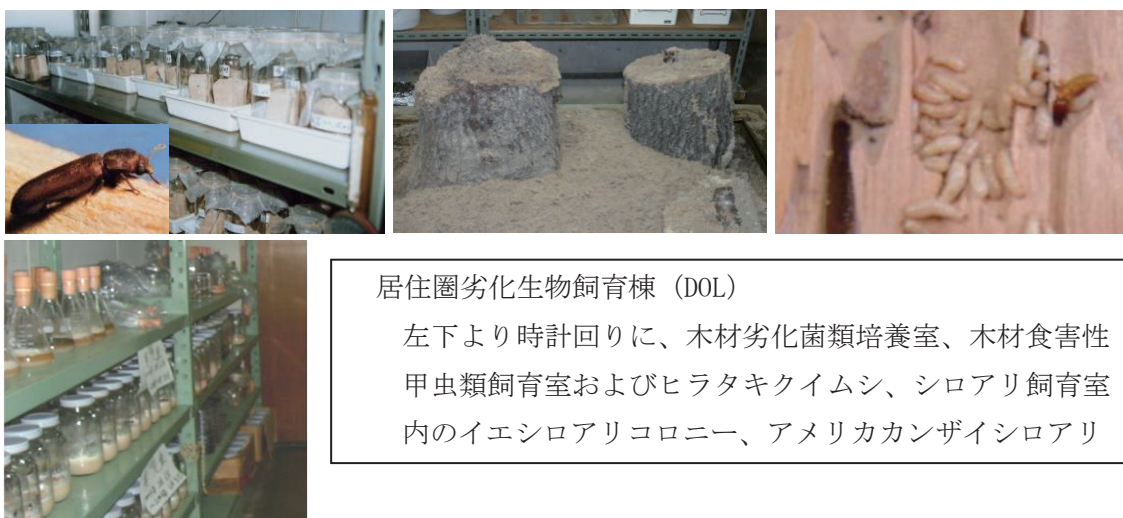 居住圏劣化生物飼育棟 (DOL)
左下より時計回りに、木材劣化菌類培養室、木材食害性
甲虫類飼育室およびヒラタキクイムシ、シロアリ飼育室
内のイエシロアリコロニー、アメリカカンザイシロアリ